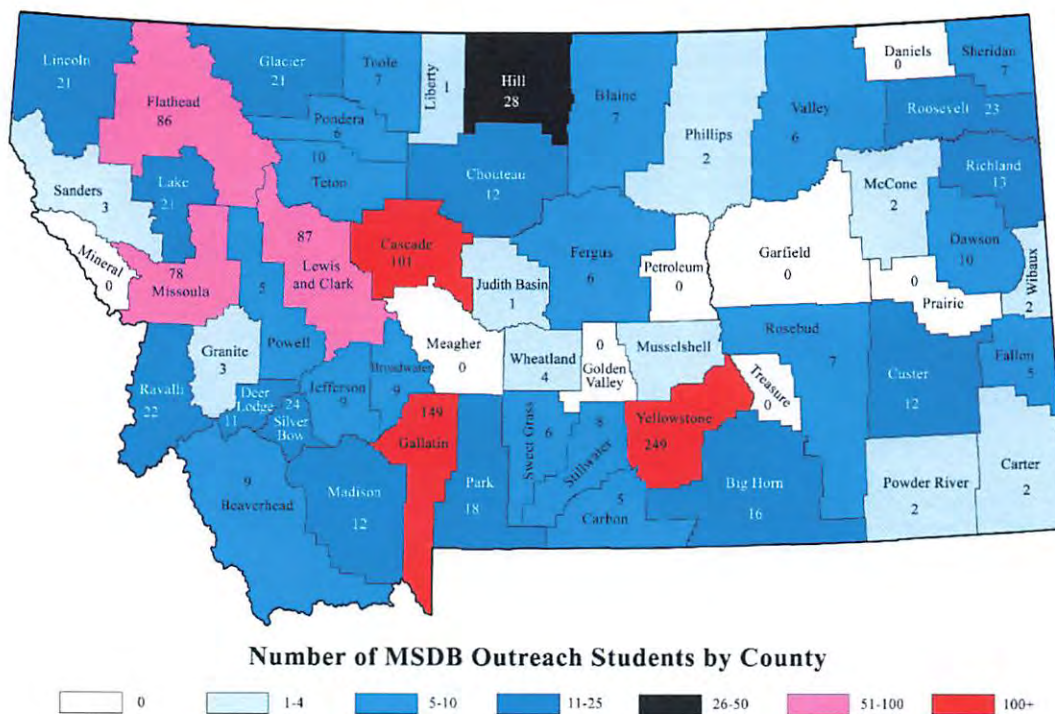 Lincoln
21
Flathead
86
Glacier
21
Toole
7
Liberty
1
Hill
28
Blaine
7
Phillips
2
Valley
6
Daniels
0
Sheridan
7
Roosevelt 23
Pondera
6
10
Teton
Chouteau
12
Sanders
3
Lake
21
McCone
2
Richland
13
Dawson
10
Wibaux
2
Mineral
0
78
Missoula
5
Powell
87
Lewis
and Clark
Cascade
101
Judith Basin
1
Fergus
6
Petroleum
0
Garfield
0
0
Prairie
Granite
3
Meagher
0
Wheatland
4
0
Golden
Valley
Musselshell
Rosebud
7
Treasure
0
Custer
12
Fallon
5
Ravalli
22
Deer
Lodge
11
24
Silver
Bow
Jefferson
9
Broadwater
9
149
Gallatin
Sweet Grass
6
8
Stillwater
Yellowstone
249
9
Beaverhead
Madison
12
Park
18
5
Carbon
Big Horn
16
Powder River
2
Carter
2
Number of MSDB Outreach Students by County
0 1-4 5-10 11-25 26-50 51-100 100+